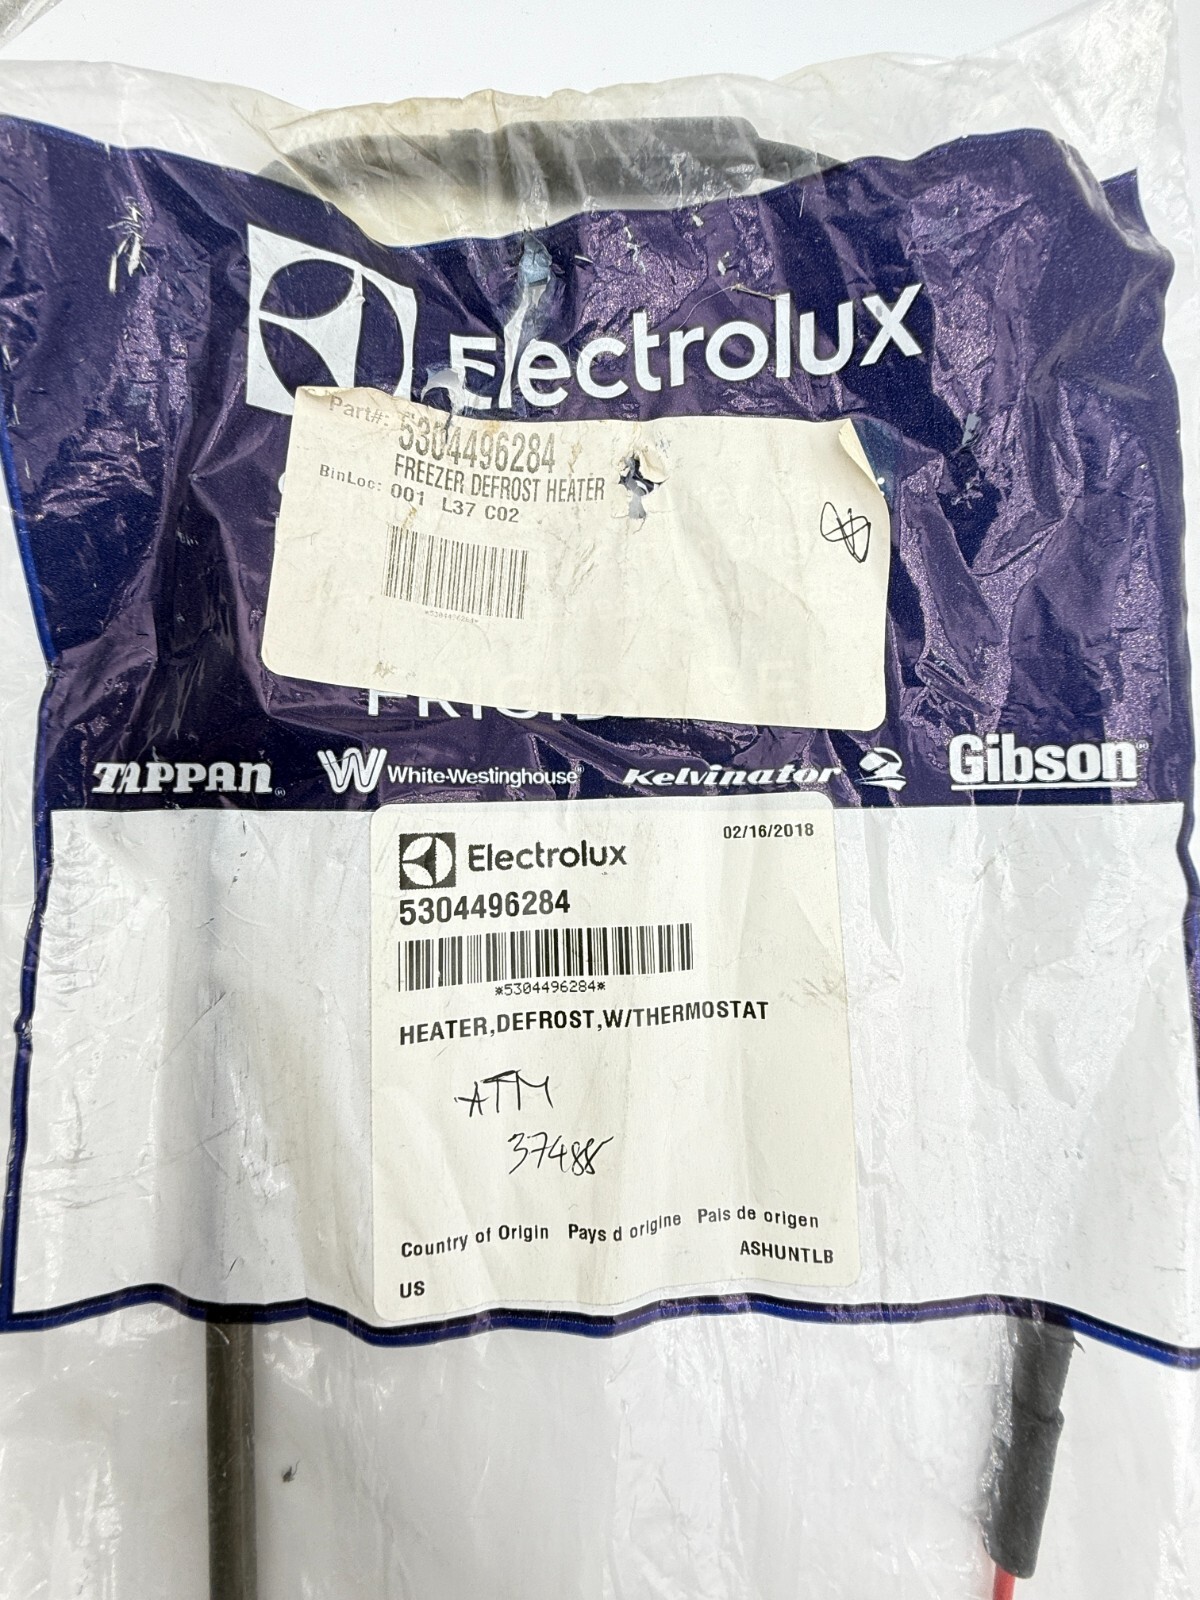 Electrolux
Part#: 5304496284
FREEZER DEFROST HEATER
BinLoc: 001 L37 C02
*5304496284*
TAPPAN®
White-Westinghouse®
Kelvinator
Gibson®
Electrolux
02/16/2018
5304496284
*5304496284*
HEATER,DEFROST,W/THERMOSTAT
ATM
37488
Country of Origin Pays d origine Pais de origen
ASHUNTLB
US